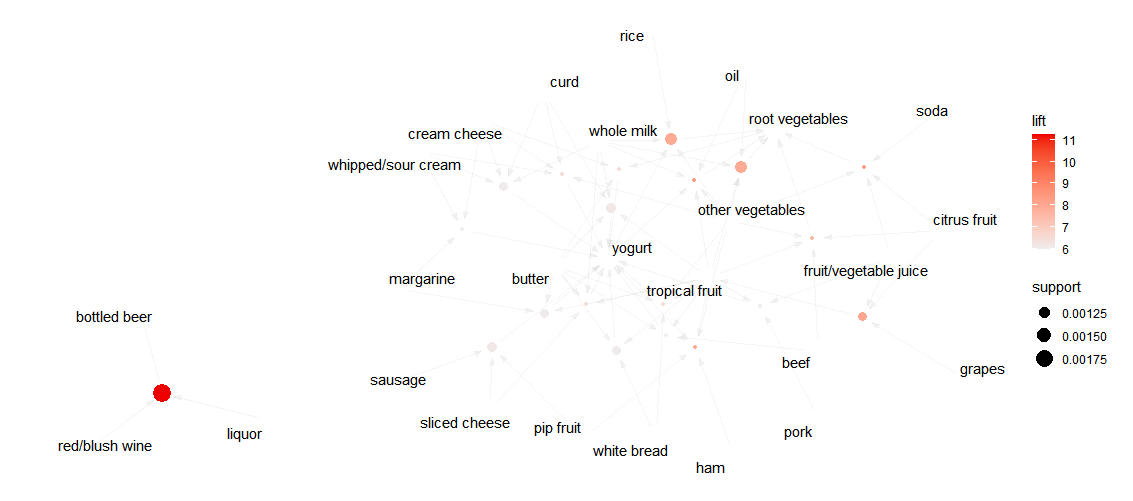 rice
oil
curd
soda
root vegetables
whole milk
cream cheese
whipped/sour cream
other vegetables
citrus fruit
yogurt
fruit/vegetable juice
margarine
butter
tropical fruit
bottled beer
beef
grapes
sausage
sliced cheese
pip fruit
pork
liquor
red/blush wine
white bread
ham
lift
11
10
9
8
7
6
support
0.00125
0.00150
0.00175